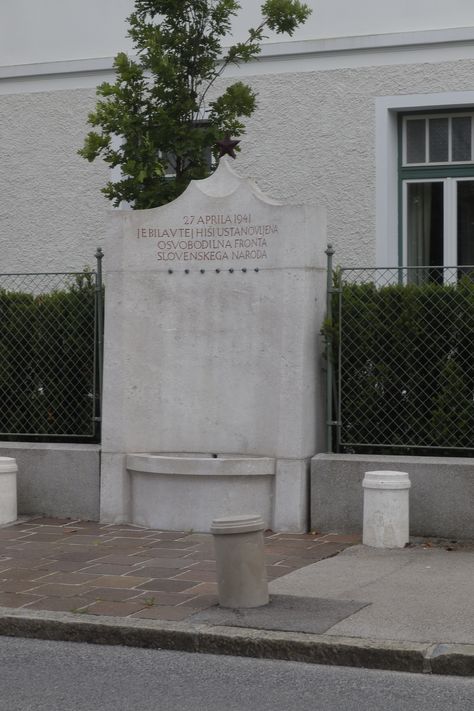 27 APRILA 1941
JE BILA V TEJ HIŠI USTANOVLJENA
OSVOBODILNA FRONTA
SLOVENSKEGA NARODA